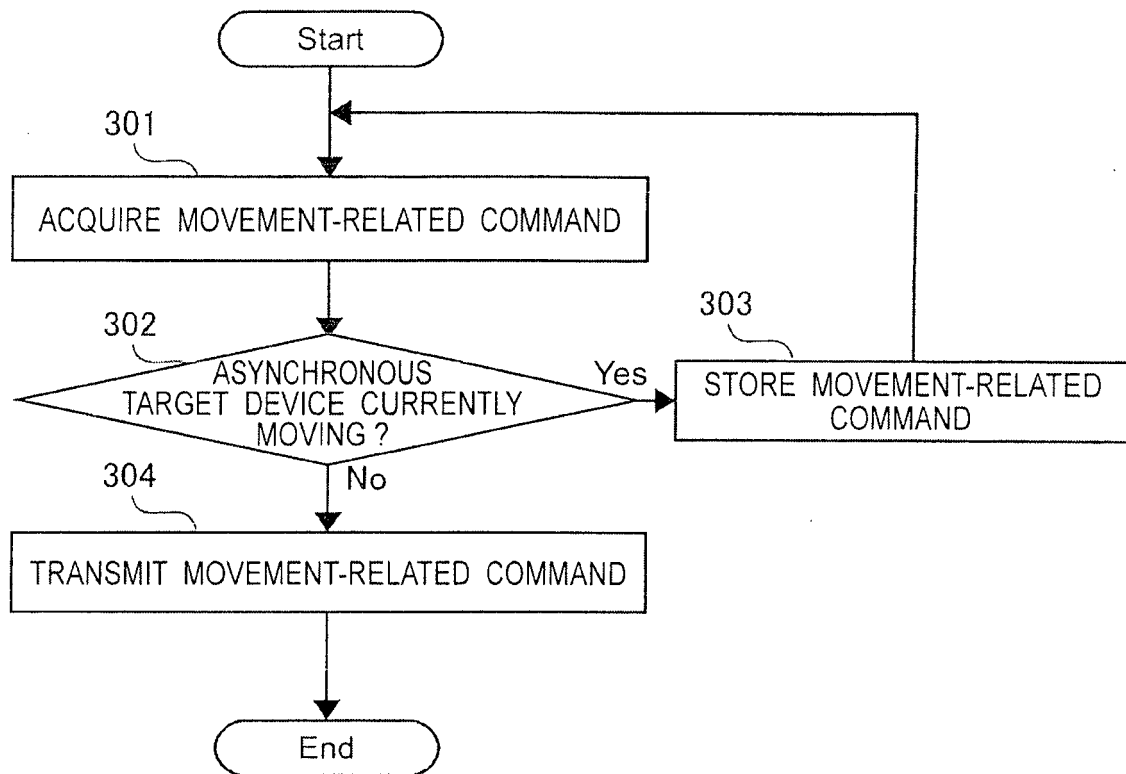 Start
301
ACQUIRE MOVEMENT-RELATED COMMAND
302
ASYNCHRONOUS
TARGET DEVICE CURRENTLY
MOVING ?
Yes
303
STORE MOVEMENT-RELATED
COMMAND
No
304
TRANSMIT MOVEMENT-RELATED COMMAND
End